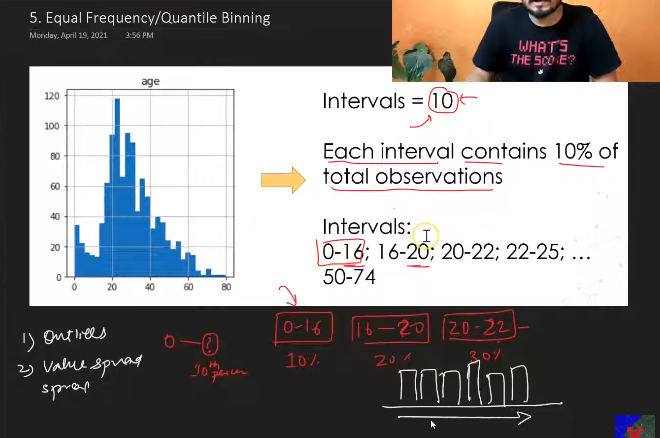 5. Equal Frequency/Quantile Binning
Monday, April 19, 2021 3:56 PM
WHAT'S
THE SCORE?
age
120
100
80
60
40
20
0
0 20 40 60 80
Intervals = 10
Each interval contains 10% of
total observations
Intervals:
0-16; 16-20; 20-22; 22-25; ...
50-74
1) Outliers
2) Value spread
spread
0 — ?
10th percen
0-16 16-20 20-22
10% 20% 30%